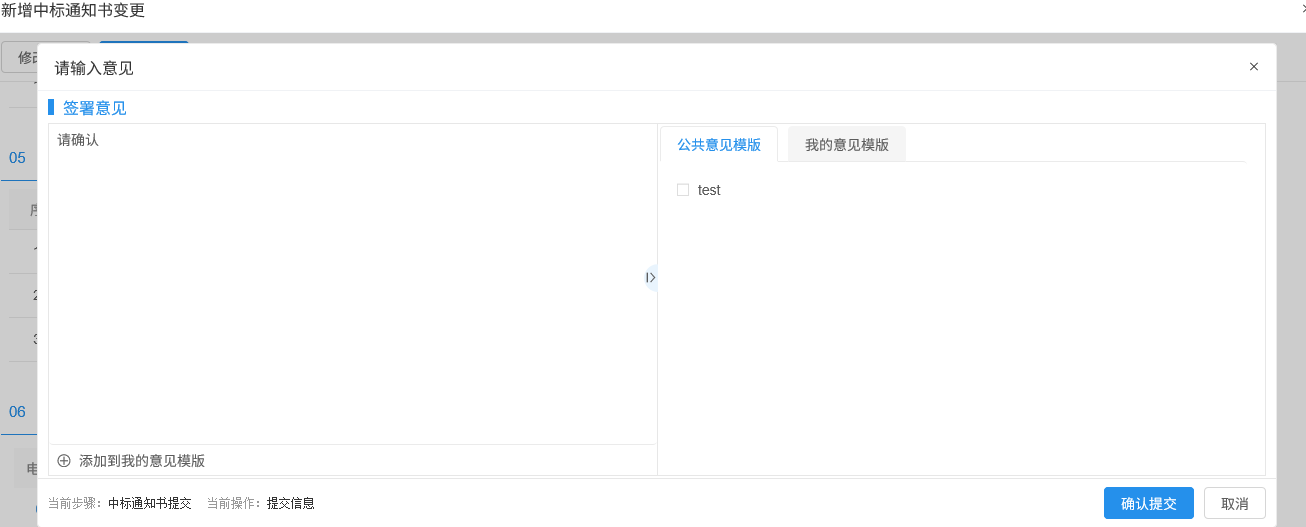 新增中标通知书变更
请输入意见
签署意见
请确认
公共意见模版
我的意见模版
test
05
2
3
06
添加到我的意见模版
当前步骤：中标通知书提交 当前操作：提交信息
确认提交
取消